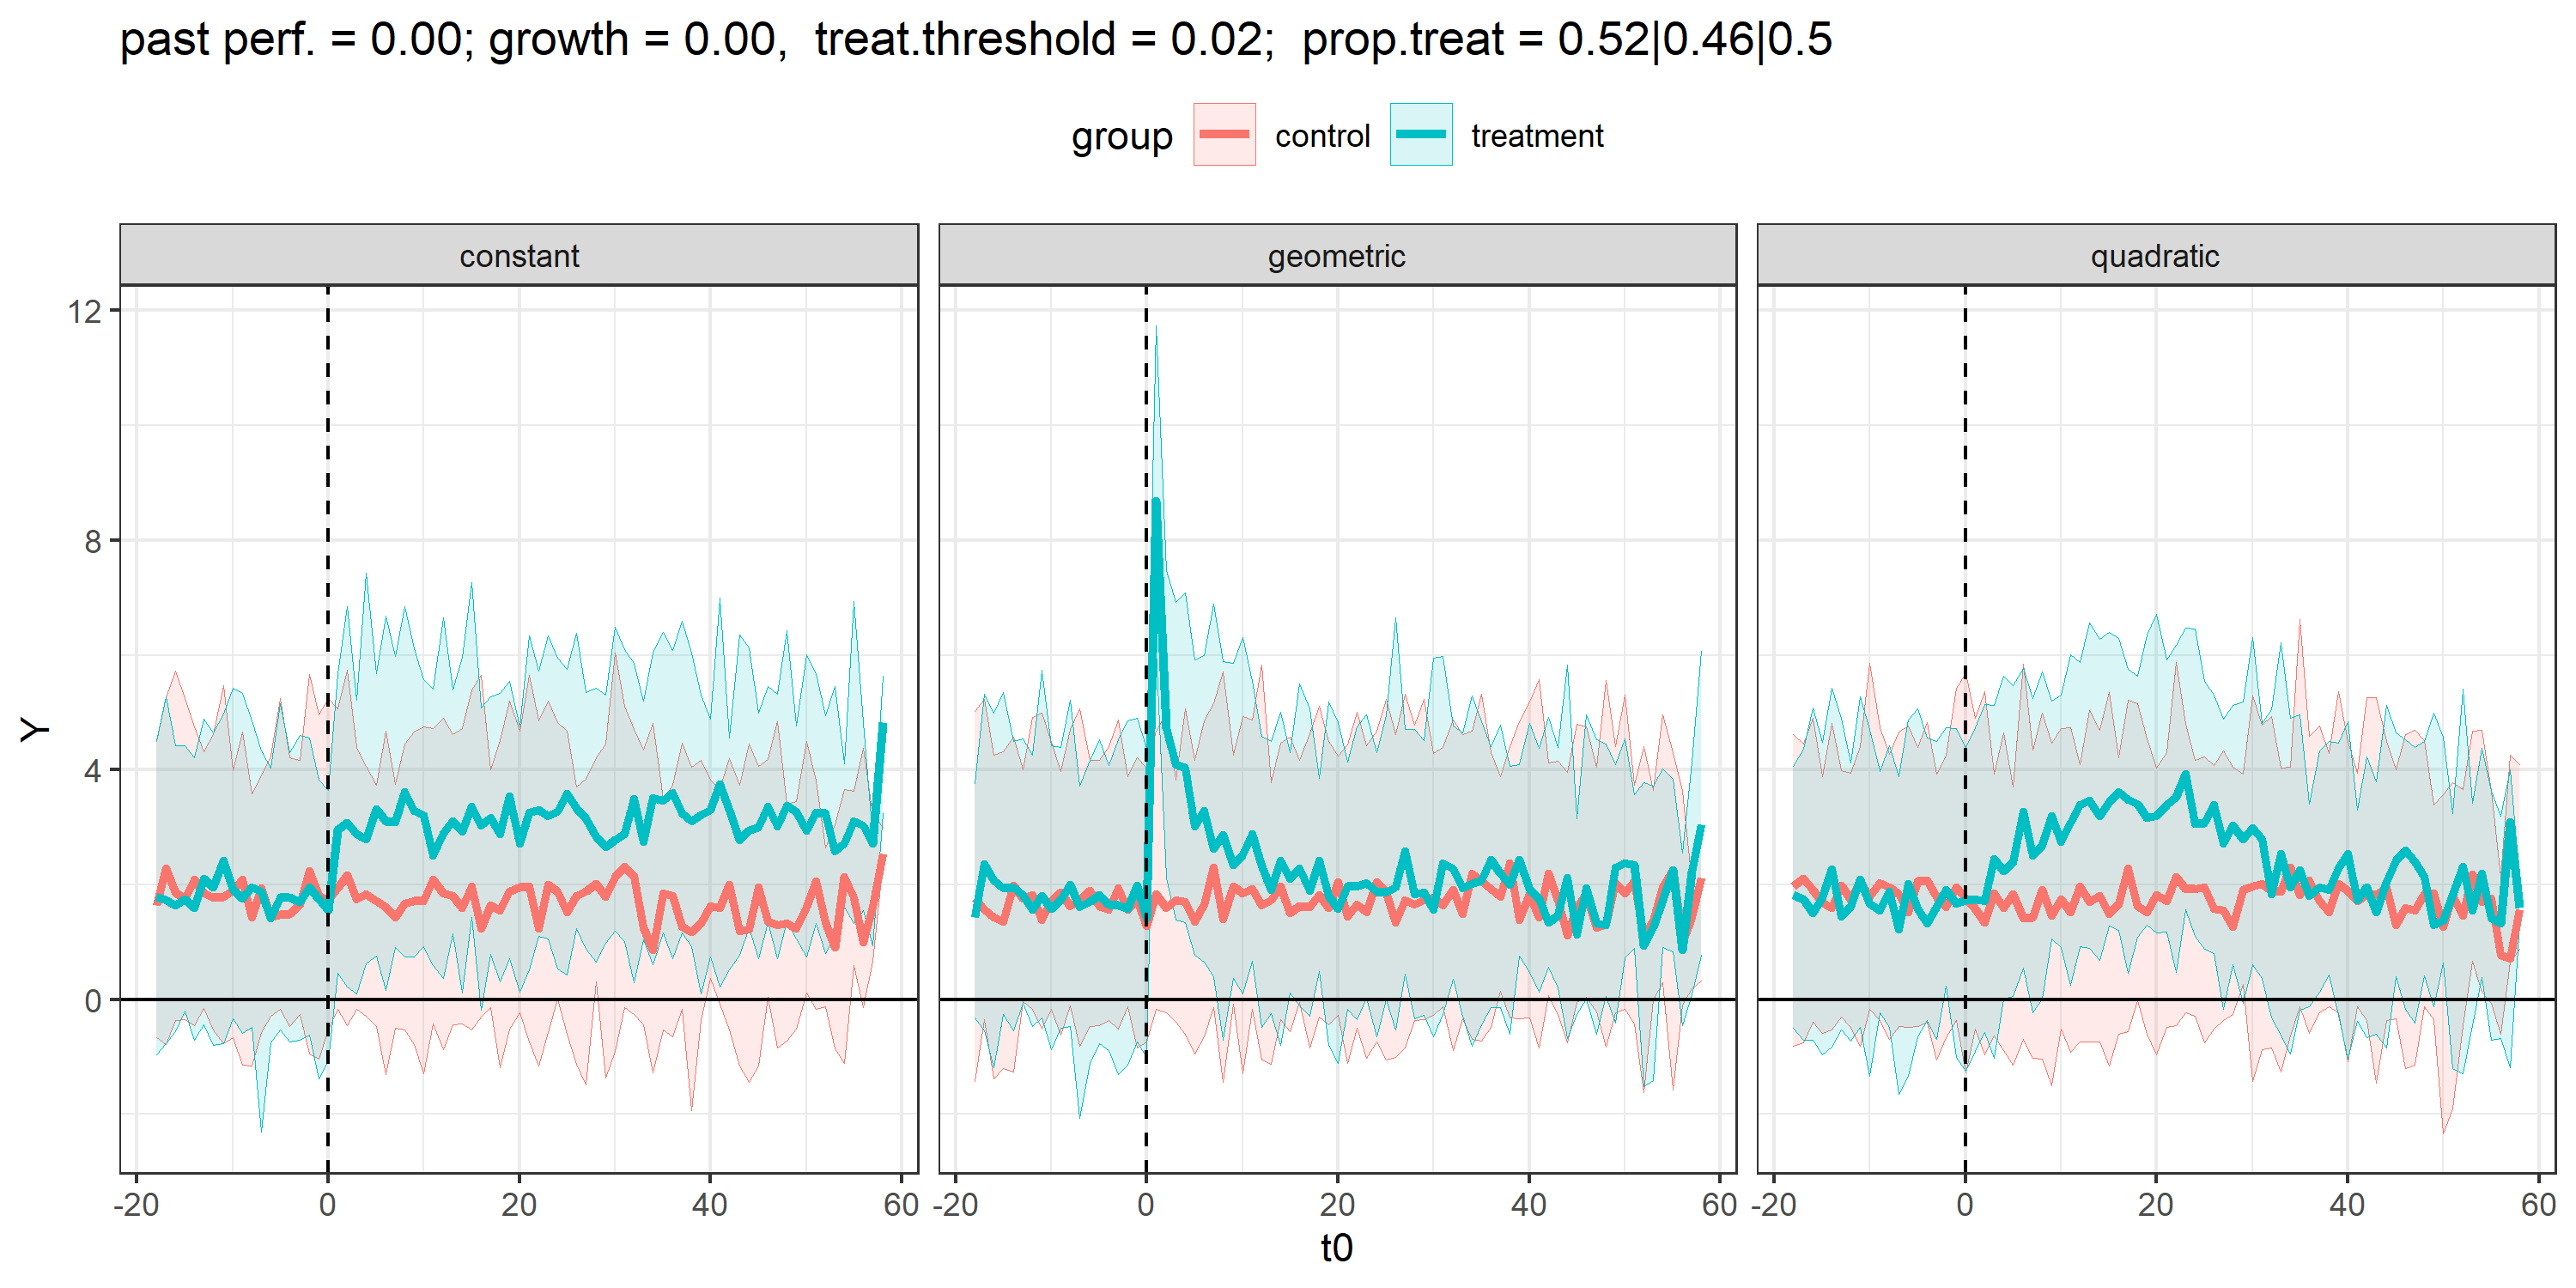 past perf. = 0.00; growth = 0.00,  treat.threshold = 0.02;  prop.treat = 0.52|0.46|0.5
group control treatment
constant geometric quadratic
12
8
4
0
Y
-20 0 20 40 60 -20 0 20 40 60 -20 0 20 40 60
t0